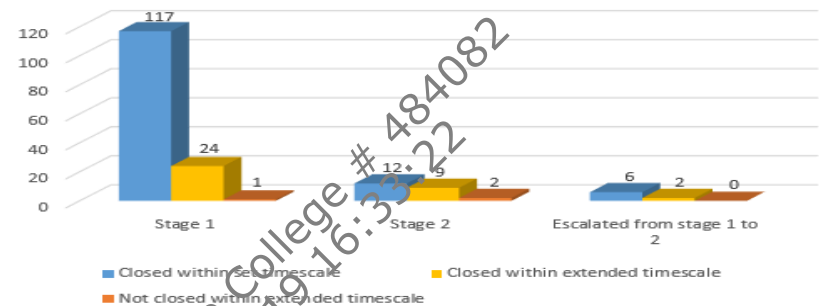 117
120
100
80
60
40
20
0
24
1
12
9
2
6
2
0
Stage 1
Stage 2
Escalated from stage 1 to
2
Closed within set timescale
Closed within extended timescale
Not closed within extended timescale
College # 484082
9 16:33:22